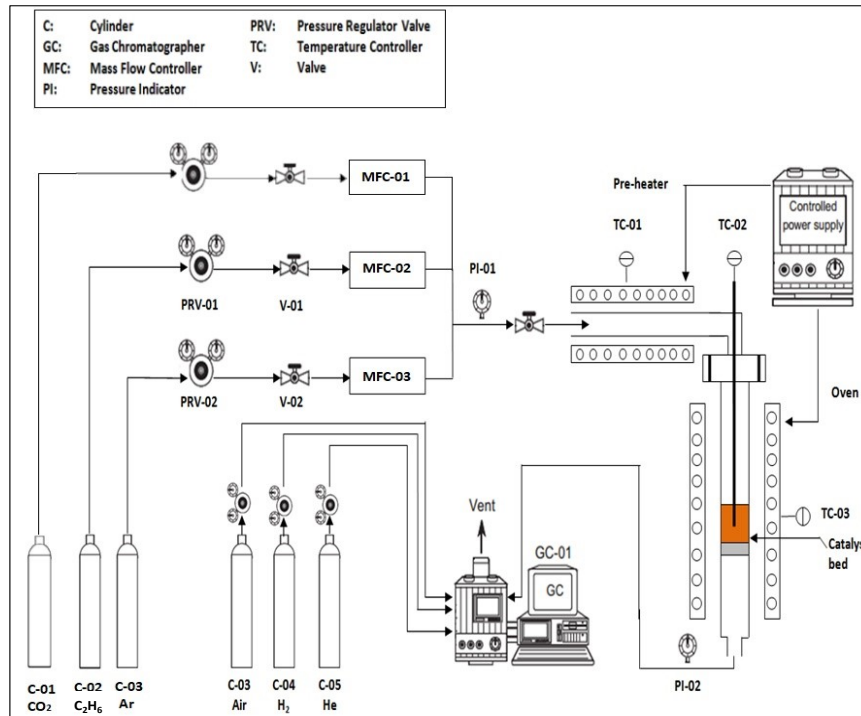 C: Cylinder PRV: Pressure Regulator Valve
GC: Gas Chromatographer TC: Temperature Controller
MFC: Mass Flow Controller V: Valve
PI: Pressure Indicator
MFC-01
Pre-heater
TC-01
TC-02
Controlled
power supply
PRV-01
V-01
MFC-02
PI-01
PRV-02
V-02
MFC-03
Oven
TC-03
Catalys
bed
Vent
GC-01
GC
PI-02
C-01
CO₂
C-02
C₂H₆
C-03
Ar
C-03
Air
C-04
H₂
C-05
He